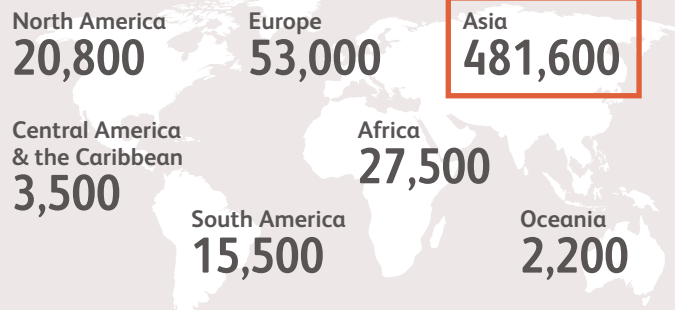 North America
20,800
Europe
53,000
Asia
481,600
Central America
& the Caribbean
3,500
Africa
27,500
South America
15,500
Oceania
2,200